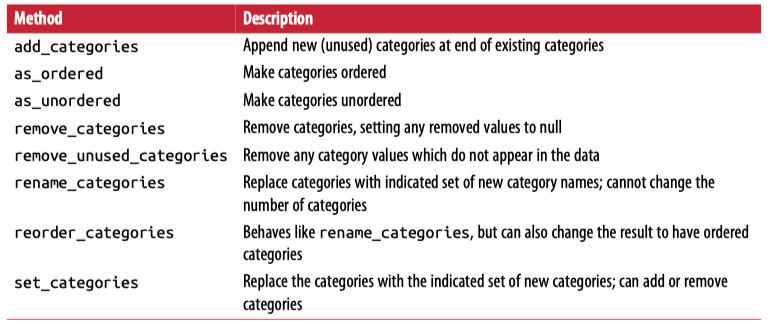 Method Description
add_categories Append new (unused) categories at end of existing categories
as_ordered Make categories ordered
as_unordered Make categories unordered
remove_categories Remove categories, setting any removed values to null
remove_unused_categories Remove any category values which do not appear in the data
rename_categories Replace categories with indicated set of new category names; cannot change the
number of categories
reorder_categories Behaves like rename_categories, but can also change the result to have ordered
categories
set_categories Replace the categories with the indicated set of new categories; can add or remove
categories